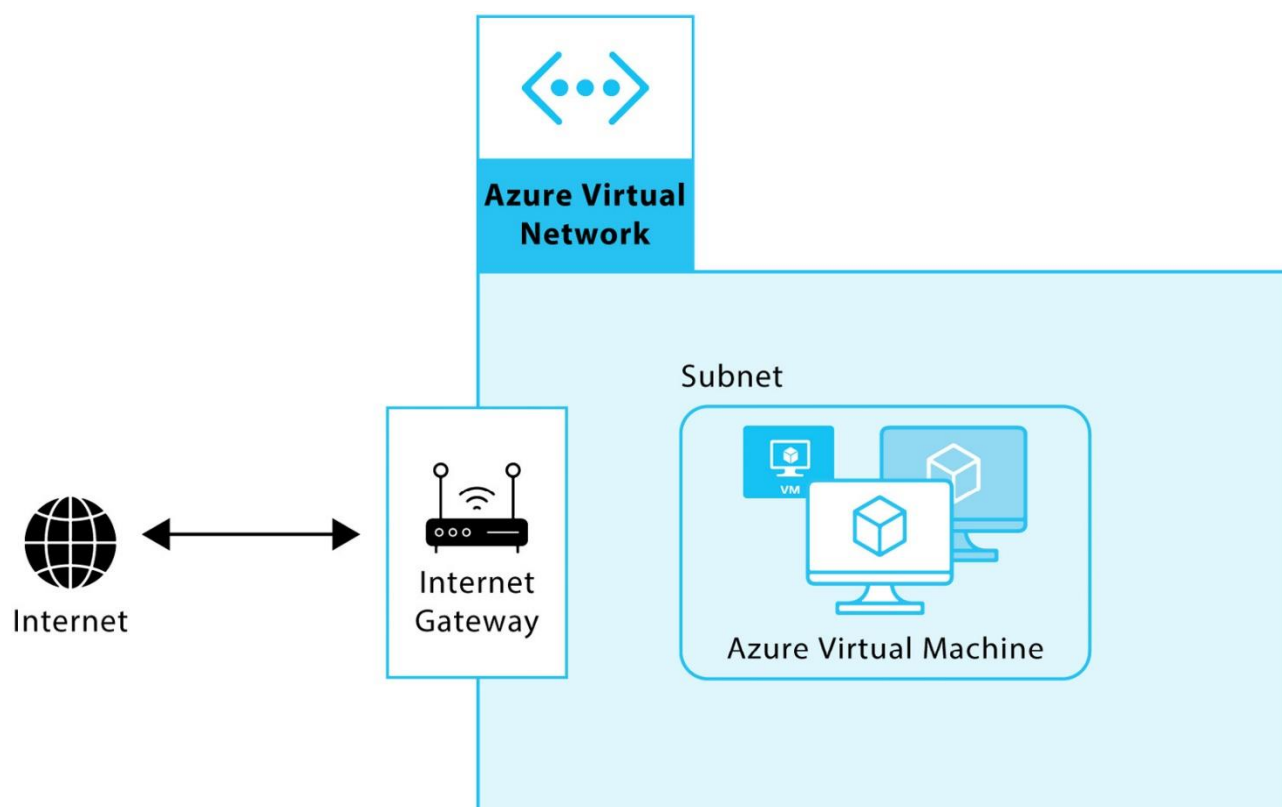 Azure Virtual
Network
Subnet
VM
Internet
Gateway
Internet
Azure Virtual Machine